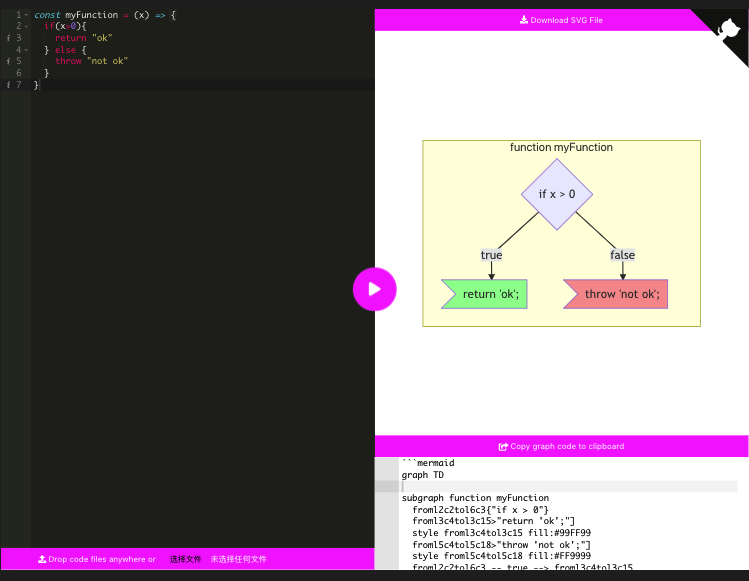 1 const myFunction = (x) => {
2 if(x>0){
i 3 return "ok"
4 } else {
i 5 throw "not ok"
6 }
i 7 }
Drop code files anywhere or 选择文件 未选择任何文件
Download SVG File
function myFunction
if x > 0
true false
return 'ok'; throw 'not ok';
Copy graph code to clipboard
```mermaid
graph TD
subgraph function myFunction
froml2c2tol6c3{"if x > 0"}
froml3c4tol3c15>"return 'ok';"]
style froml3c4tol3c15 fill:#99FF99
froml5c4tol5c18>"throw 'not ok';"]
style froml5c4tol5c18 fill:#FF9999
froml2c2tol6c3 -- true --> froml3c4tol3c15